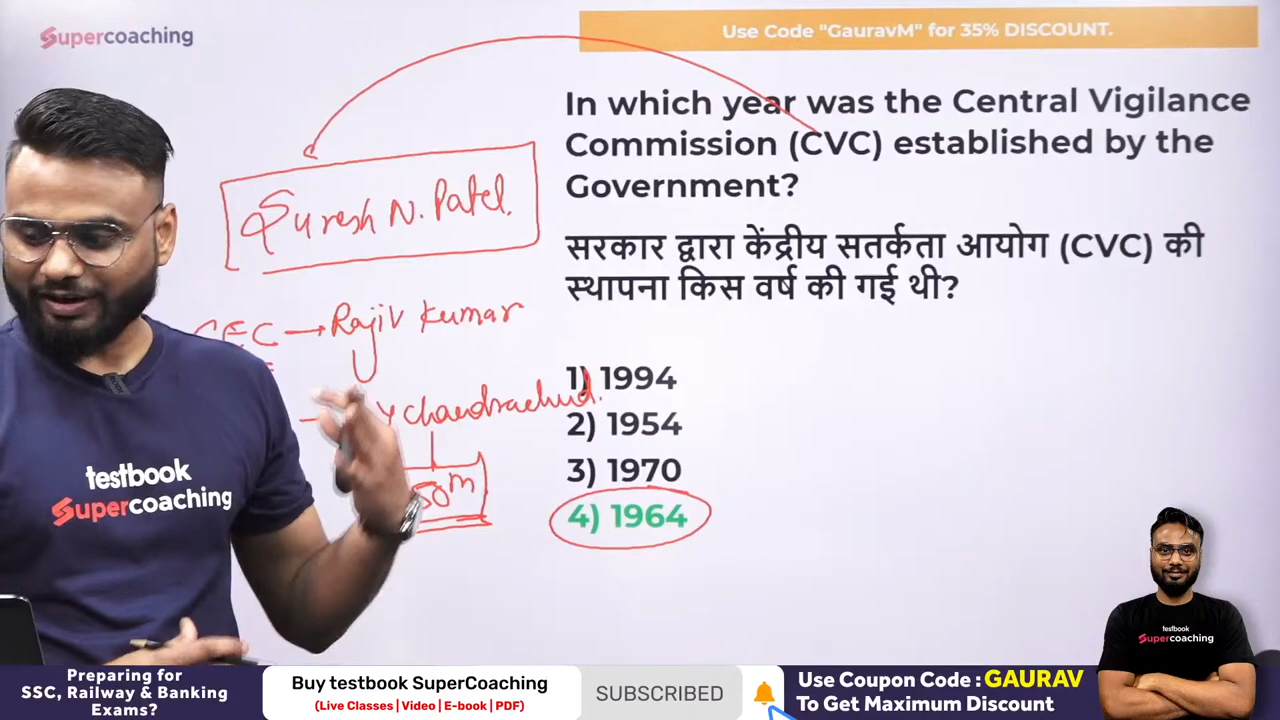 Supercoaching
Use Code "GauravM" for 35% DISCOUNT.
In which year was the Central Vigilance
Commission (CVC) established by the
Government?
सरकार द्वारा केंद्रीय सतर्कता आयोग (CVC) की
स्थापना किस वर्ष की गई थी?
1) 1994
2) 1954
3) 1970
4) 1964
Suresh N. Patel.
CEC → Rajiv Kumar
Y Chandrachud.
50th
testbook
Supercoaching
testbook
Supercoaching
Preparing for
SSC, Railway & Banking
Exams?
Buy testbook SuperCoaching
(Live Classes | Video | E-book | PDF)
SUBSCRIBED
Use Coupon Code : GAURAV
To Get Maximum Discount